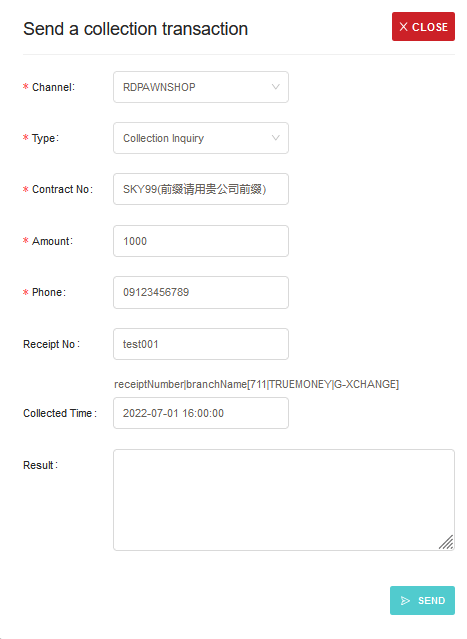 Send a collection transaction
CLOSE
* Channel: RDPAWNSHOP
* Type: Collection Inquiry
* Contract No: SKY99(前缀请用贵公司前缀)
* Amount: 1000
* Phone: 09123456789
Receipt No: test001
receiptNumber|branchName[711|TRUEMONEY|G-XCHANGE]
Collected Time: 2022-07-01 16:00:00
Result:
SEND